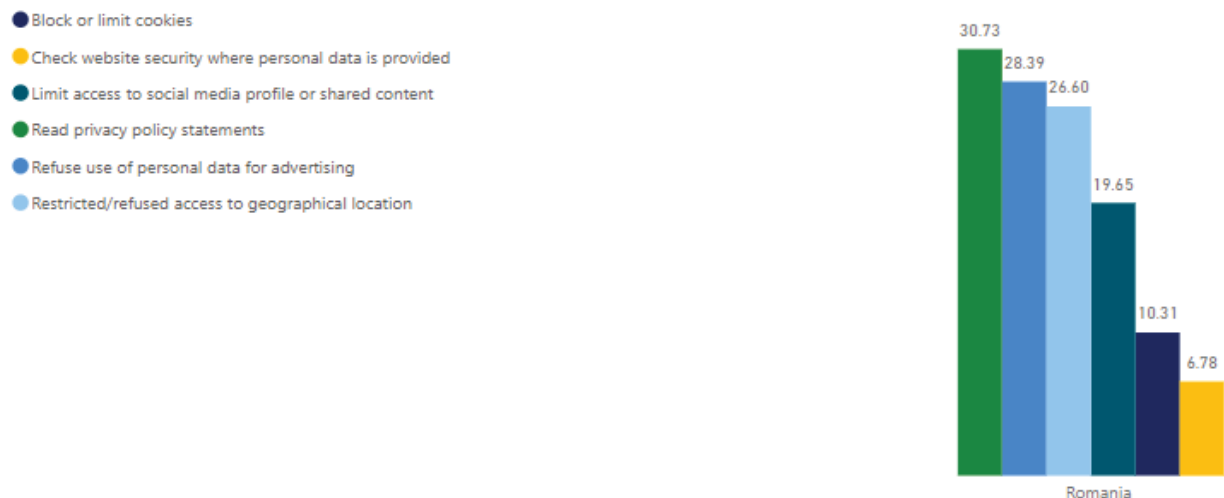 Block or limit cookies
Check website security where personal data is provided
Limit access to social media profile or shared content
Read privacy policy statements
Refuse use of personal data for advertising
Restricted/refused access to geographical location
30.73
28.39
26.60
19.65
10.31
6.78
Romania